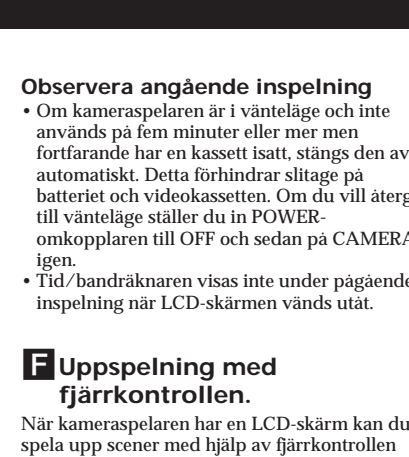 Observera angående inspelning
• Om kameraspelaren är i vänteläge och inte
används på fem minuter eller mer men
fortfarande har en kassett isatt, stängs den av
automatiskt. Detta förhindrar slitage på
batteriet och videokassetten. Om du vill återg
till vänteläge ställer du in POWER-
omkopplaren till OFF och sedan på CAMERA
igen.
• Tid/bandräknaren visas inte under pågående
inspelning när LCD-skärmen vänds utåt.
F Uppspelning med
fjärrkontrollen.
När kameraspelaren har en LCD-skärm kan du
spela upp scener med hjälp av fjärrkontrollen